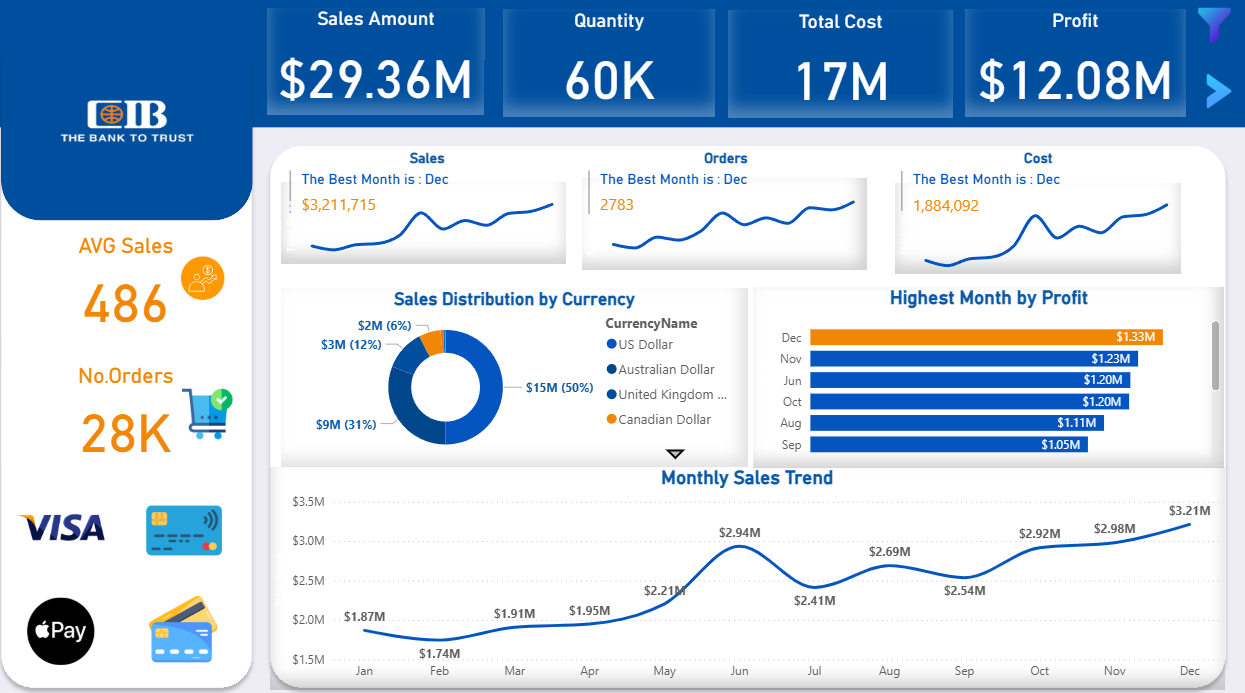 Sales Amount
$29.36M
Quantity
60K
Total Cost
17M
Profit
$12.08M
CIB
THE BANK TO TRUST
AVG Sales
486
No.Orders
28K
VISA
Pay
Sales
The Best Month is : Dec
$3,211,715
Orders
The Best Month is : Dec
2783
Cost
The Best Month is : Dec
1,884,092
Sales Distribution by Currency
$2M (6%)
$3M (12%)
$9M (31%)
$15M (50%)
CurrencyName
US Dollar
Australian Dollar
United Kingdom ...
Canadian Dollar
Highest Month by Profit
Dec $1.33M
Nov $1.23M
Jun $1.20M
Oct $1.20M
Aug $1.11M
Sep $1.05M
Monthly Sales Trend
$3.5M
$3.0M
$2.5M
$2.0M
$1.5M
$1.87M
$1.74M
$1.91M
$1.95M
$2.21M
$2.94M
$2.41M
$2.69M
$2.54M
$2.92M
$2.98M
$3.21M
Jan Feb Mar Apr May Jun Jul Aug Sep Oct Nov Dec